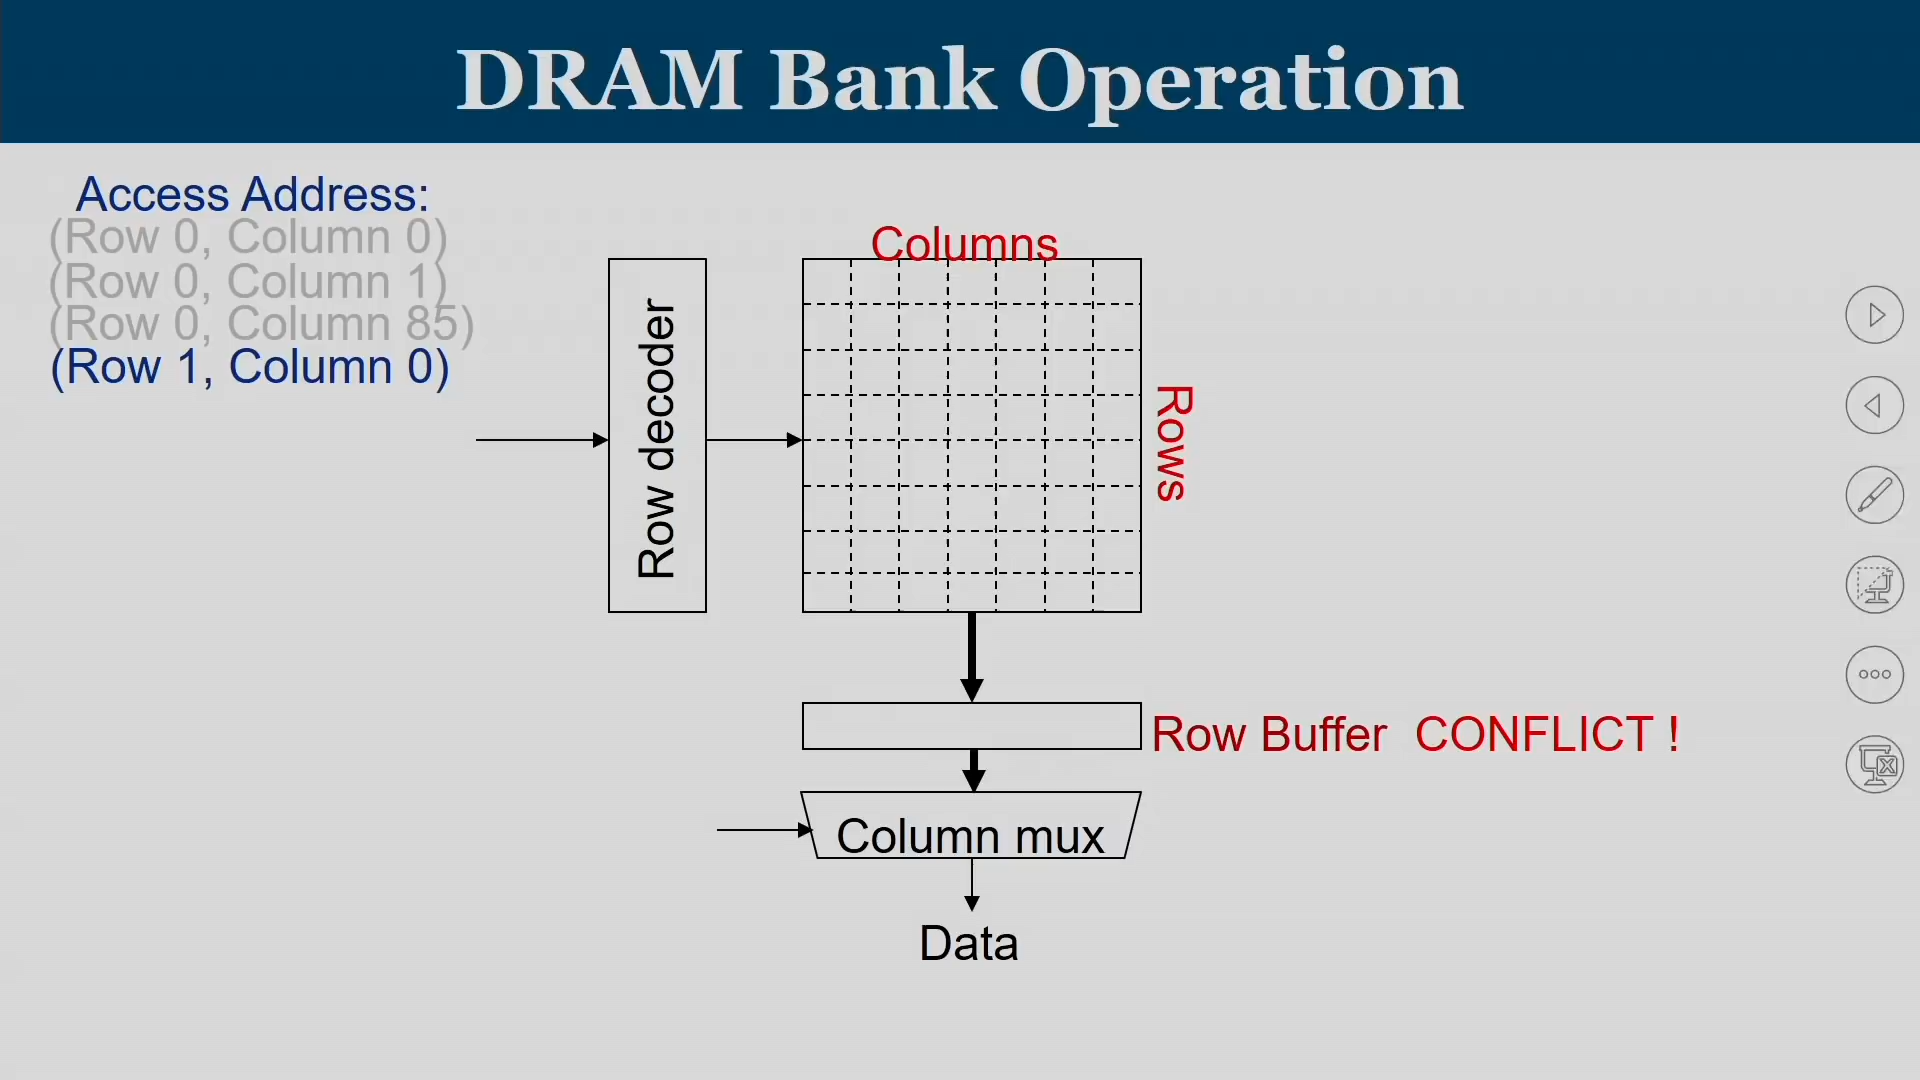 DRAM Bank Operation
Access Address:
(Row 0, Column 0)
(Row 0, Column 1)
(Row 0, Column 85)
(Row 1, Column 0)
Columns
Row decoder
Rows
Row Buffer CONFLICT !
Column mux
Data